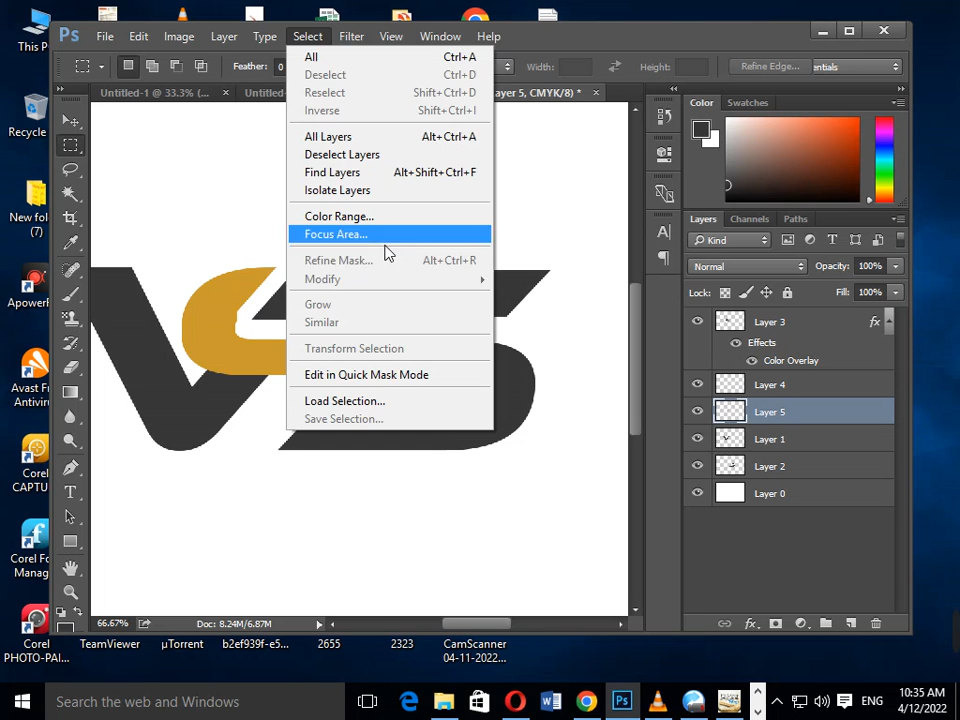 This P
Ps
File
Edit
Image
Layer
Type
Select
Filter
View
Window
Help
Feather: 0
Width:
Height:
Refine Edge...
entials
Untitled-1 @ 33.3% (... ×
Untitled-
ayer 5, CMYK/8) * ×
All Ctrl+A
Deselect Ctrl+D
Reselect Shift+Ctrl+D
Inverse Shift+Ctrl+I
All Layers Alt+Ctrl+A
Deselect Layers
Find Layers Alt+Shift+Ctrl+F
Isolate Layers
Color Range...
Focus Area...
Refine Mask... Alt+Ctrl+R
Modify
Grow
Similar
Transform Selection
Edit in Quick Mask Mode
Load Selection...
Save Selection...
Color
Swatches
Layers
Channels
Paths
Kind
Normal
Opacity: 100%
Lock:
Fill: 100%
Layer 3 fx
Effects
Color Overlay
Layer 4
Layer 5
Layer 1
Layer 2
Layer 0
66.67%
Doc: 8.24M/6.87M
Recycle
New fol
(2)
ApowerR
Avast Fr
Antiviru
Corel
CAPTU
Corel Fo
Manag
Corel
PHOTO-PAI...
TeamViewer
µTorrent
b2ef939f-e5...
2655
2323
CamScanner
04-11-2022...
Search the web and Windows
ENG
10:35 AM
4/12/2022